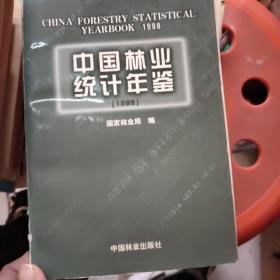 CHINA FORESTRY STATISTICAL
YEARBOOK 1998
中国林业
统计年鉴
(1998)
国家林业局 编
中国林业出版社